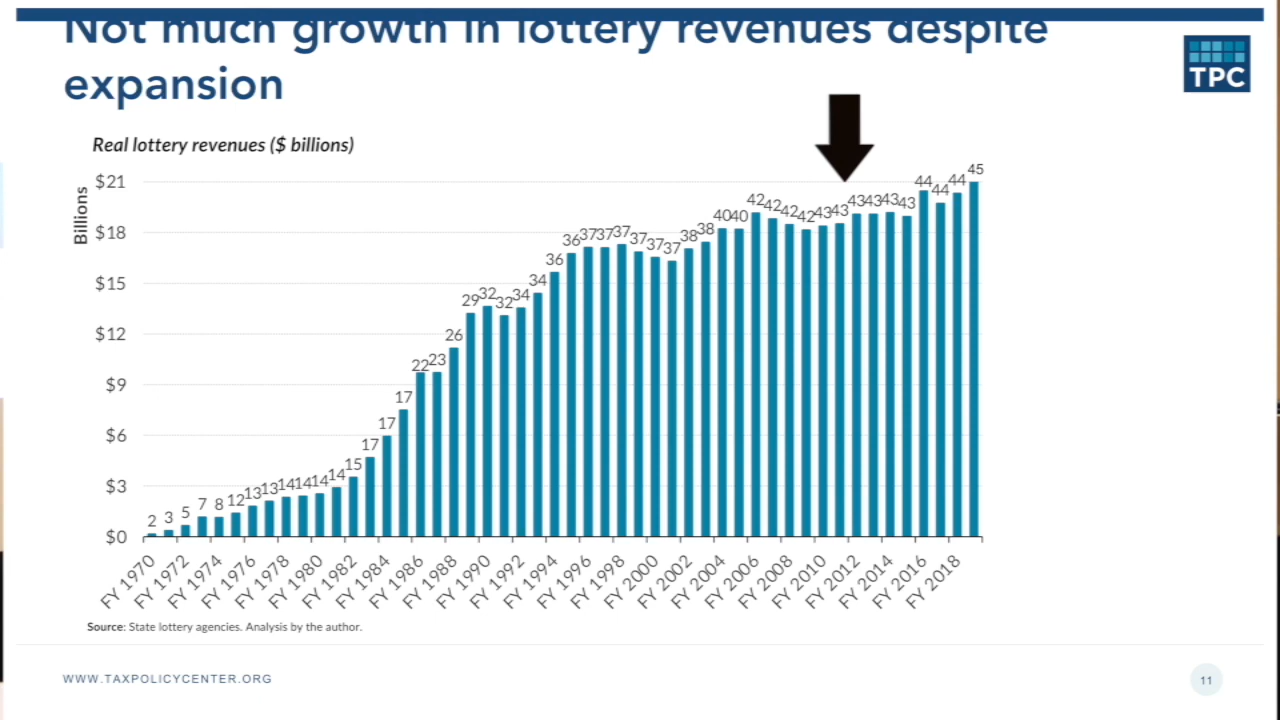 Not much growth in lottery revenues despite
expansion
TPC
Real lottery revenues ($ billions)
Billions
$21
$18
$15
$12
$9
$6
$3
$0
2 3 5 7 8 12 13 13 14 14 14 14 15 17 17 17 22 23 26 29 32 32 34 34 36 36 37 37 37 37 37 37 38 38 40 40 42 42 42 42 43 43 43 43 43 43 44 44 44 45
FY 1970 FY 1972 FY 1974 FY 1976 FY 1978 FY 1980 FY 1982 FY 1984 FY 1986 FY 1988 FY 1990 FY 1992 FY 1994 FY 1996 FY 1998 FY 2000 FY 2002 FY 2004 FY 2006 FY 2008 FY 2010 FY 2012 FY 2014 FY 2016 FY 2018
Source: State lottery agencies. Analysis by the author.
WWW.TAXPOLICYCENTER.ORG
11